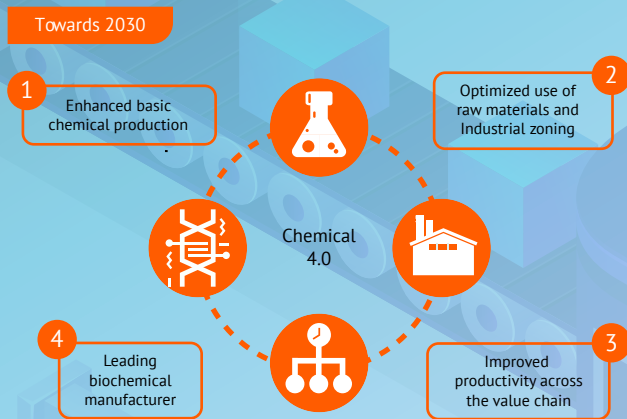 Towards 2030
1
Enhanced basic
chemical production
2
Optimized use of
raw materials and
Industrial zoning
Chemical
4.0
4
Leading
biochemical
manufacturer
3
Improved
productivity across
the value chain